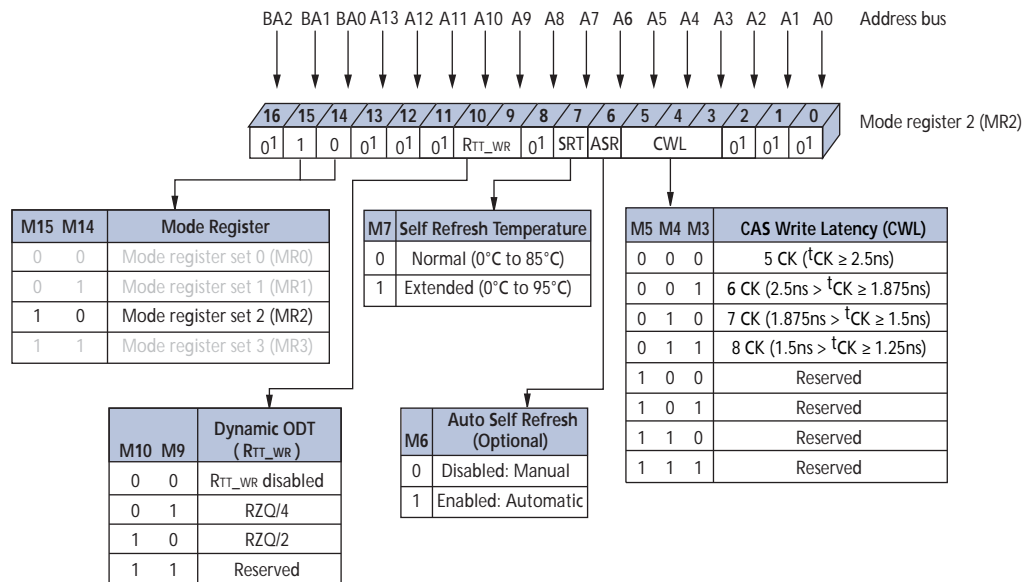 BA2 BA1 BA0 A13 A12 A11 A10 A9 A8 A7 A6 A5 A4 A3 A2 A1 A0 Address bus
16 15 14 13 12 11 10 9 8 7 6 5 4 3 2 1 0
Mode register 2 (MR2)
0¹ 1 0 0¹ 0¹ 0¹ RTT_WR 0¹ SRT ASR CWL 0¹ 0¹ 0¹
M15 M14 Mode Register
0 0 Mode register set 0 (MR0)
0 1 Mode register set 1 (MR1)
1 0 Mode register set 2 (MR2)
1 1 Mode register set 3 (MR3)
M7 Self Refresh Temperature
0 Normal (0°C to 85°C)
1 Extended (0°C to 95°C)
M5 M4 M3 CAS Write Latency (CWL)
0 0 0 5 CK (ᵗCK ≥ 2.5ns)
0 0 1 6 CK (2.5ns > ᵗCK ≥ 1.875ns)
0 1 0 7 CK (1.875ns > ᵗCK ≥ 1.5ns)
0 1 1 8 CK (1.5ns > ᵗCK ≥ 1.25ns)
1 0 0 Reserved
1 0 1 Reserved
1 1 0 Reserved
1 1 1 Reserved
M10 M9 Dynamic ODT
(RTT_WR)
0 0 RTT_WR disabled
0 1 RZQ/4
1 0 RZQ/2
1 1 Reserved
M6 Auto Self Refresh
(Optional)
0 Disabled: Manual
1 Enabled: Automatic